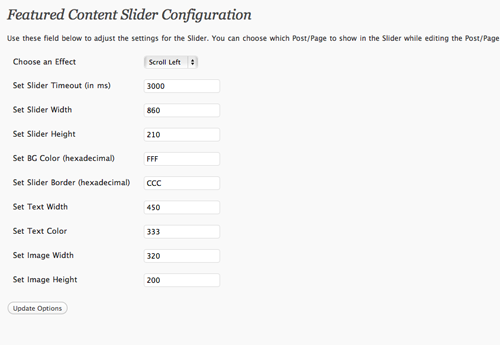 Featured Content Slider Configuration
Use these field below to adjust the settings for the Slider. You can choose which Post/Page to show in the Slider while editing the Post/Page
Choose an Effect Scroll Left
Set Slider Timeout (in ms) 3000
Set Slider Width 860
Set Slider Height 210
Set BG Color (hexadecimal) FFF
Set Slider Border (hexadecimal) CCC
Set Text Width 450
Set Text Color 333
Set Image Width 320
Set Image Height 200
Update Options